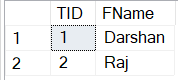 TID FName
1 1 Darshan
2 2 Raj